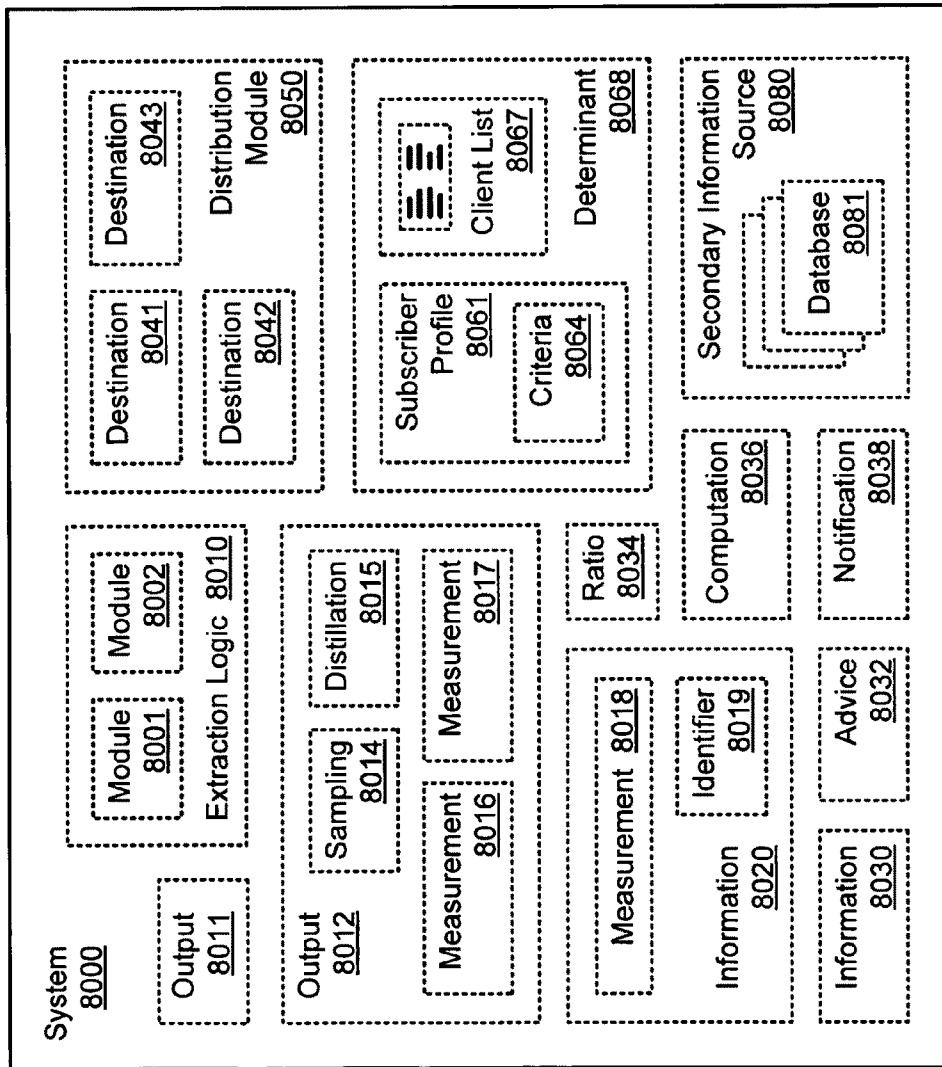 System
8000
Output
8011
Module
8001
Module
8002
Extraction Logic 8010
Destination
8041
Destination
8043
Destination
8042
Distribution
Module
8050
Output
8012
Sampling
8014
Distillation
8015
Measurement
8016
Measurement
8017
Subscriber
Profile
8061
Criteria
8064
Client List
8067
Determinant
8068
Measurement 8018
Identifier
8019
Information
8020
Ratio
8034
Computation
8036
Information
8030
Advice
8032
Notification
8038
Secondary Information
Source
8080
Database
8081